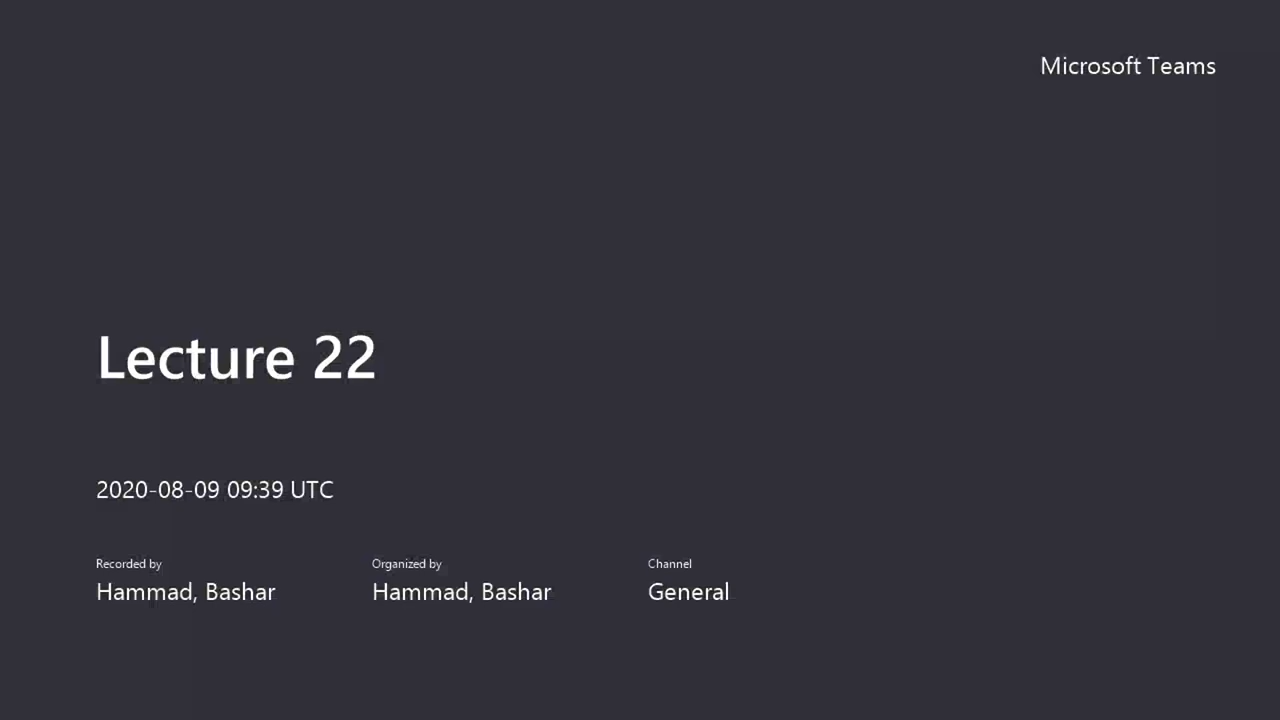 Microsoft Teams
Lecture 22
2020-08-09 09:39 UTC
Recorded by Organized by Channel
Hammad, Bashar Hammad, Bashar General